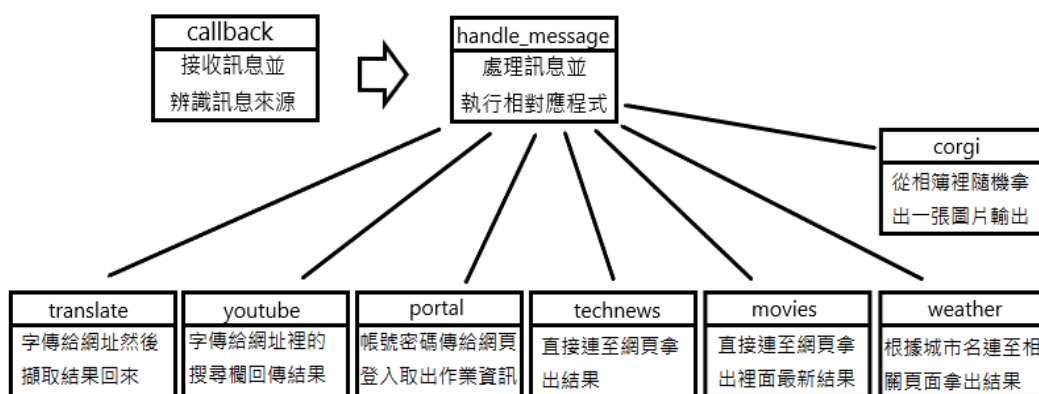 callback
接收訊息並
辨識訊息來源
handle_message
處理訊息並
執行相對應程式
corgi
從相簿裡隨機拿
出一張圖片輸出
translate
字傳給網址然後
擷取結果回來
youtube
字傳給網址裡的
搜尋欄回傳結果
portal
帳號密碼傳給網頁
登入取出作業資訊
technews
直接連至網頁拿
出結果
movies
直接連至網頁拿
出裡面最新結果
weather
根據城市名連至相
關頁面拿出結果